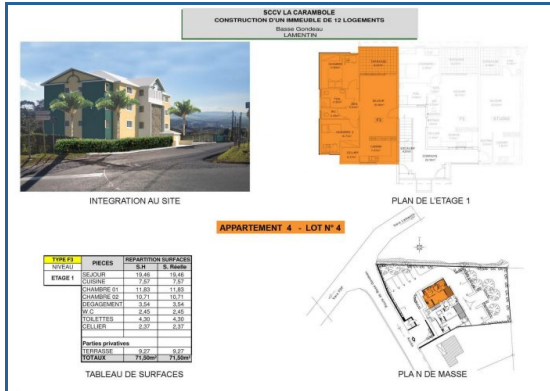 SCCV LA CARAMBOLE
CONSTRUCTION D'UN IMMEUBLE DE 12 LOGEMENTS
Basse Gondeau
LAMENTIN
INTEGRATION AU SITE
PLAN DE L'ETAGE 1
APPARTEMENT 4 - LOT N° 4
TYPE F3 PIECES REPARTITION SURFACES
NIVEAU S.H S. Réelle
ETAGE 1
SEJOUR 19,46 19,46
CUISINE 7,57 7,57
CHAMBRE 01 11,83 11,83
CHAMBRE 02 10,71 10,71
DEGAGEMENT 3,54 3,54
W.C 2,45 2,45
TOILETTES 4,30 4,30
CELLIER 2,37 2,37
Parties privatives
TERRASSE 9,27 9,27
TOTAUX 71,50m² 71,50m²
TABLEAU DE SURFACES
PLAN DE MASSE